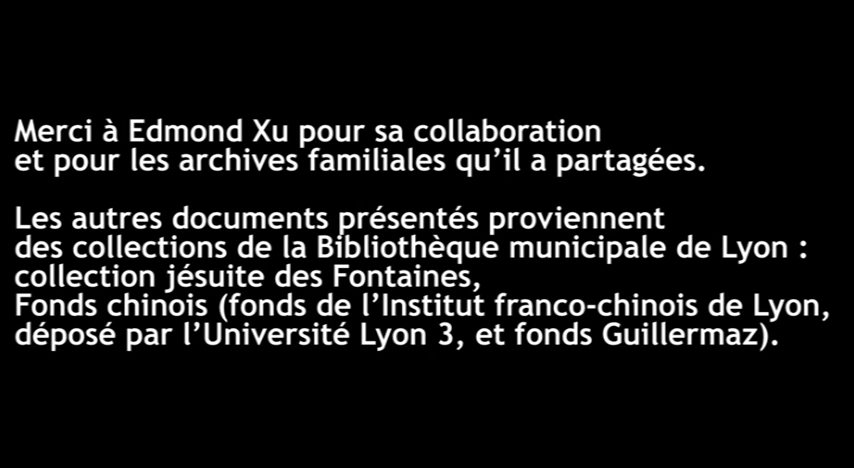 Merci à Edmond Xu pour sa collaboration
et pour les archives familiales qu’il a partagées.
Les autres documents présentés proviennent
des collections de la Bibliothèque municipale de Lyon :
collection jésuite des Fontaines,
Fonds chinois (fonds de l’Institut franco-chinois de Lyon,
déposé par l’Université Lyon 3, et fonds Guillermaz).